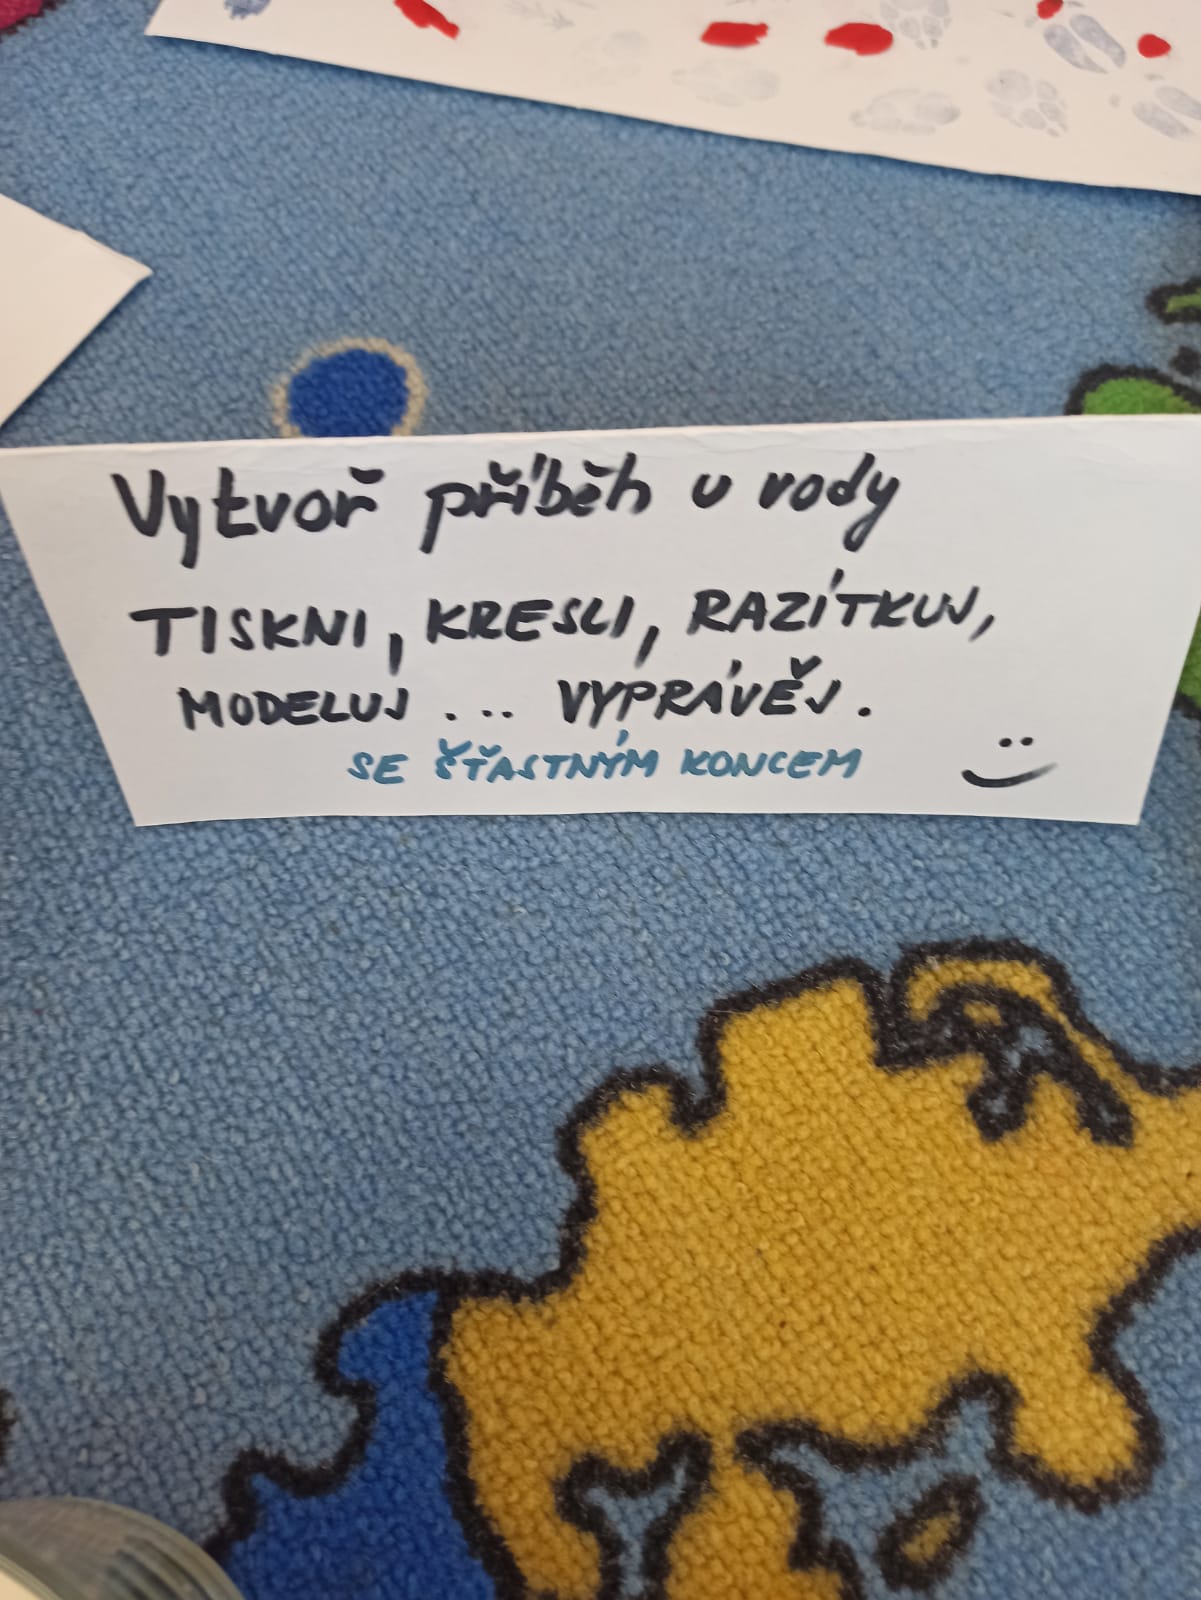 Vytvoř příběh u vody
TISKNI, KRESLI, RAZÍTKUJ,
MODELUJ ... VYPRÁVĚJ.
SE ŠŤASTNÝM KONCEM